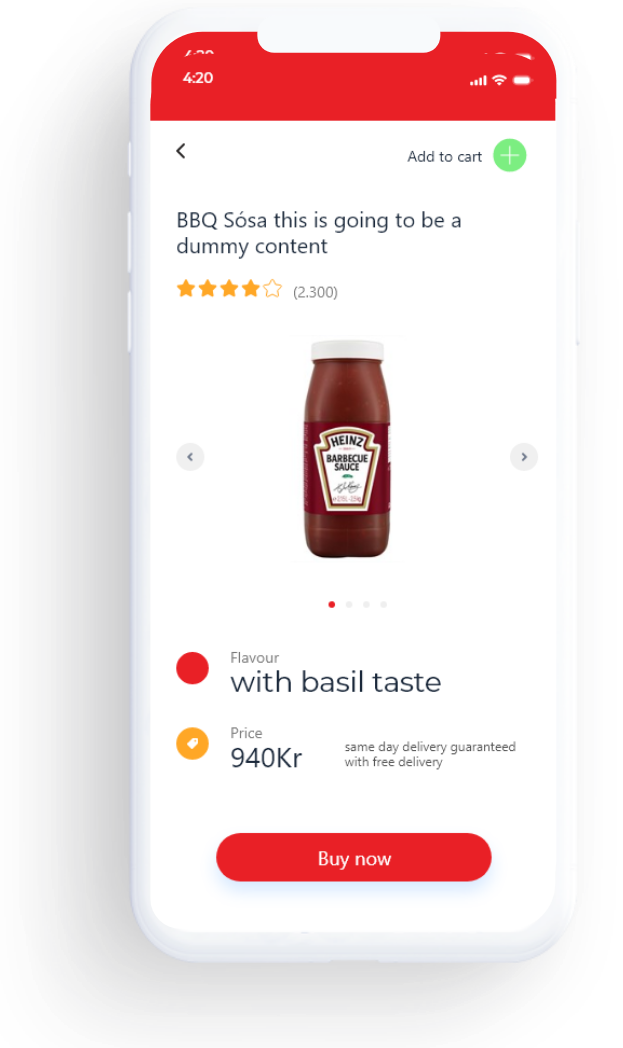 4:20
4:20
Add to cart
BBQ Sósa this is going to be a
dummy content
(2.300)
HEINZ
BARBECUE
SAUCE
Flavour
with basil taste
Price
940Kr
same day delivery guaranteed
with free delivery
Buy now